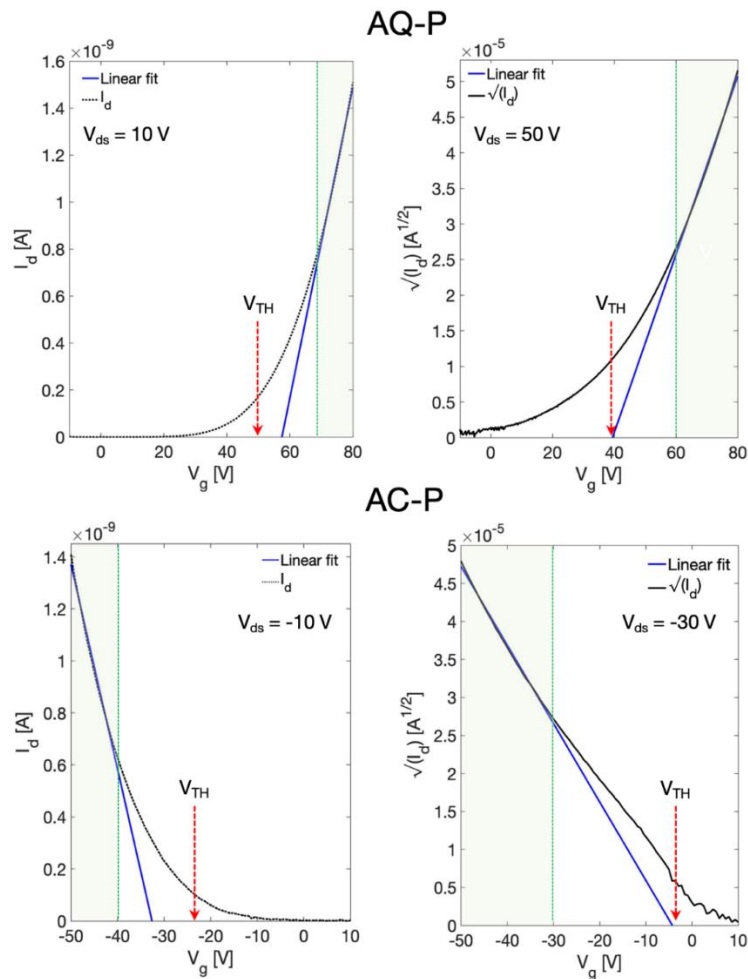 AQ-P
×10⁻⁹
1.6
1.4
1.2
1
0.8
0.6
0.4
0.2
0
Linear fit
I_d
V_ds = 10 V
V_TH
I_d [A]
0 20 40 60 80
V_g [V]
×10⁻⁵
5
4.5
4
3.5
3
2.5
2
1.5
1
0.5
0
Linear fit
√(I_d)
V_ds = 50 V
V
V_TH
√(I_d) [A^1/2]
0 20 40 60 80
V_g [V]
AC-P
×10⁻⁹
1.4
1.2
1
0.8
0.6
0.4
0.2
0
Linear fit
I_d
V_ds = -10 V
V_TH
I_d [A]
-50 -40 -30 -20 -10 0 10
V_g [V]
×10⁻⁵
5
4.5
4
3.5
3
2.5
2
1.5
1
0.5
0
Linear fit
√(I_d)
V_ds = -30 V
V_TH
√(I_d) [A^1/2]
-50 -40 -30 -20 -10 0 10
V_g [V]